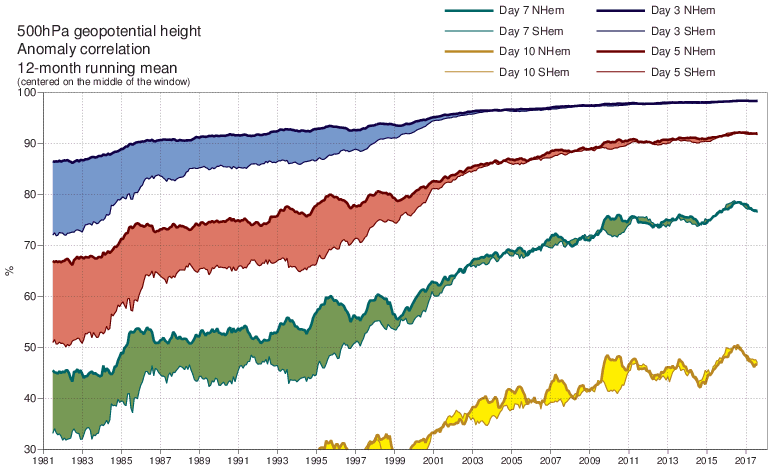 500hPa geopotential height
Anomaly correlation
12-month running mean
(centered on the middle of the window)
Day 7 NHem
Day 7 SHem
Day 10 NHem
Day 10 SHem
Day 3 NHem
Day 3 SHem
Day 5 NHem
Day 5 SHem
%
100
90
80
70
60
50
40
30
1981 1983 1985 1987 1989 1991 1993 1995 1997 1999 2001 2003 2005 2007 2009 2011 2013 2015 2017